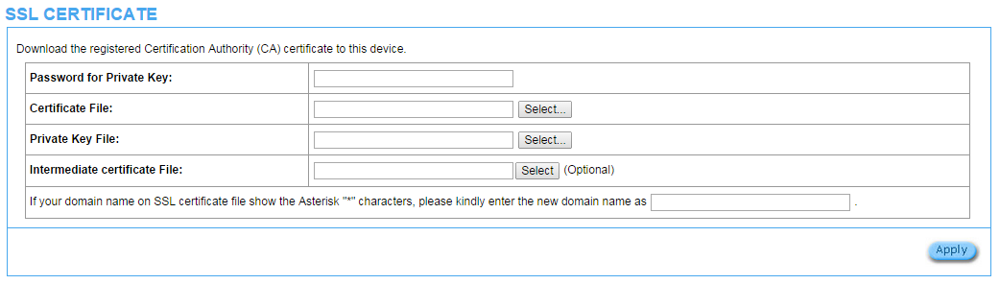 SSL CERTIFICATE
Download the registered Certification Authority (CA) certificate to this device.
Password for Private Key:
Certificate File: Select...
Private Key File: Select...
Intermediate certificate File: Select (Optional)
If your domain name on SSL certificate file show the Asterisk "*" characters, please kindly enter the new domain name as .
Apply